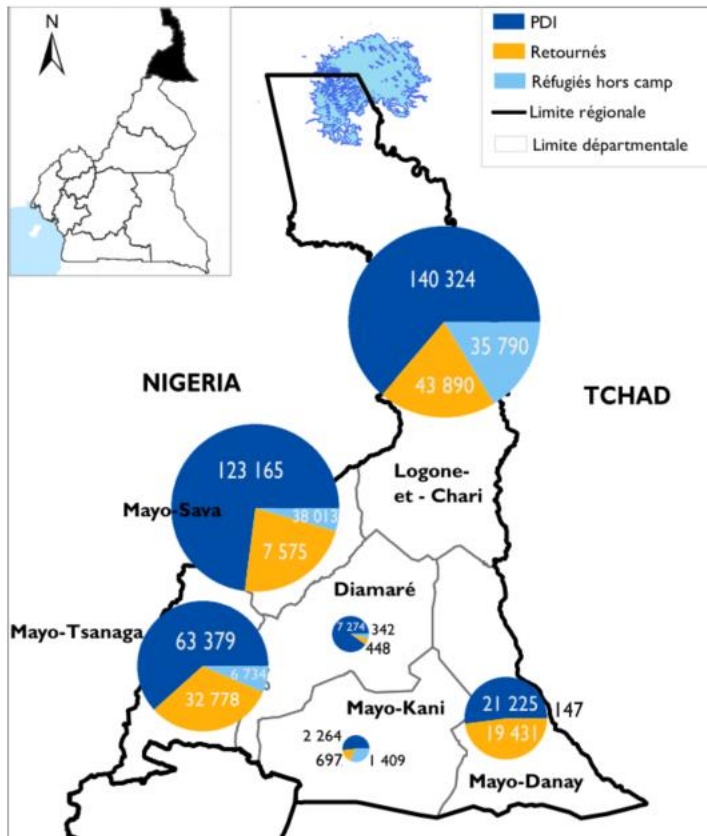 N
PDI
Retournés
Réfugiés hors camp
Limite régionale
Limite départmentale
140 324
35 790
43 890
NIGERIA
TCHAD
123 165
38 013
7 575
Mayo-Sava
Logone-
et - Chari
Diamaré
7 274
342
448
Mayo-Tsanaga
63 379
6 734
32 778
Mayo-Kani
2 264
697
1 409
21 225
147
19 431
Mayo-Danay